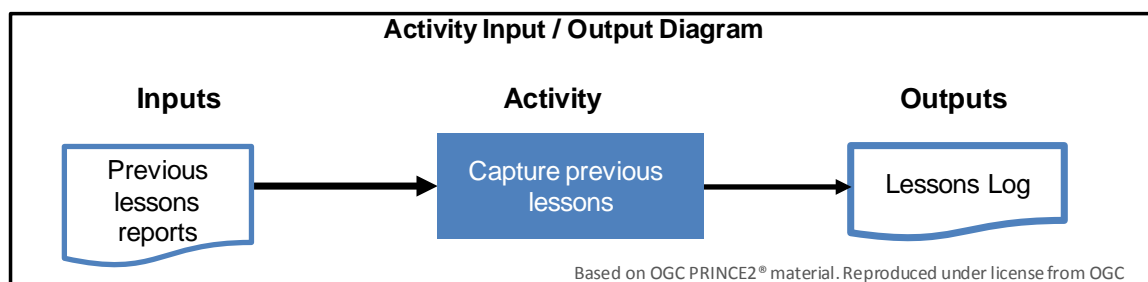 Activity Input / Output Diagram
Inputs
Activity
Outputs
Previous
lessons
reports
Capture previous
lessons
Lessons Log
Based on OGC PRINCE2® material. Reproduced under license from OGC